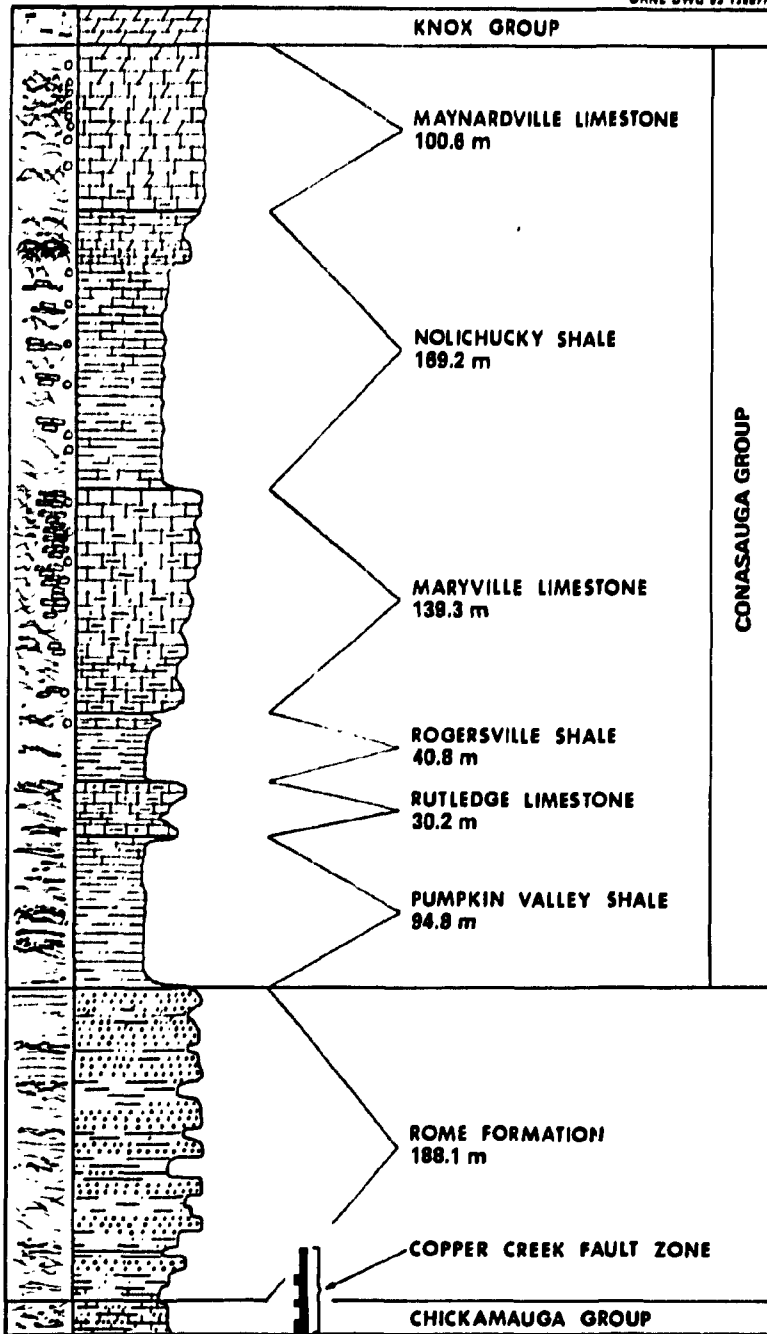 KNOX GROUP
MAYNARDVILLE LIMESTONE
100.6 m
NOLICHUCKY SHALE
169.2 m
CONASAUGA GROUP
MARYVILLE LIMESTONE
139.3 m
ROGERSVILLE SHALE
40.8 m
RUTLEDGE LIMESTONE
30.2 m
PUMPKIN VALLEY SHALE
94.8 m
ROME FORMATION
188.1 m
COPPER CREEK FAULT ZONE
CHICKAMAUGA GROUP